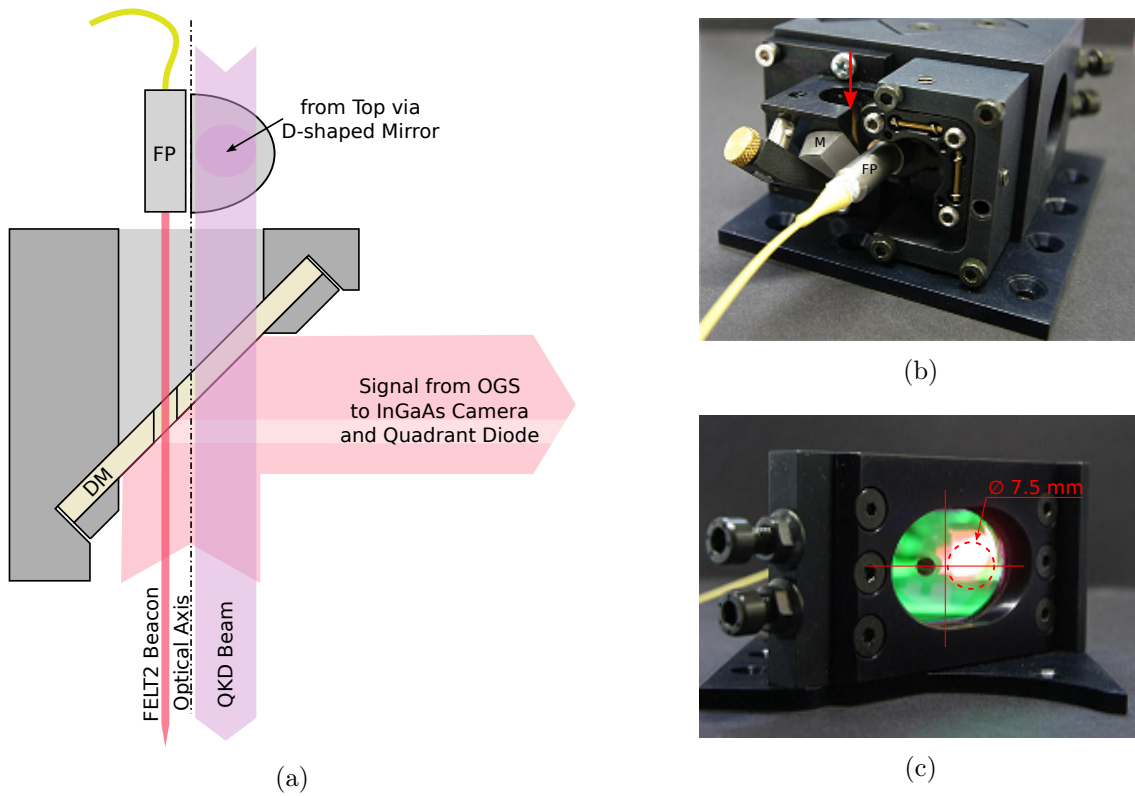 FP
from Top via
D-shaped Mirror
DM
Signal from OGS
to InGaAs Camera
and Quadrant Diode
FELT2 Beacon
Optical Axis
QKD Beam
(a)
M
FP
(b)
∅ 7.5 mm
(c)